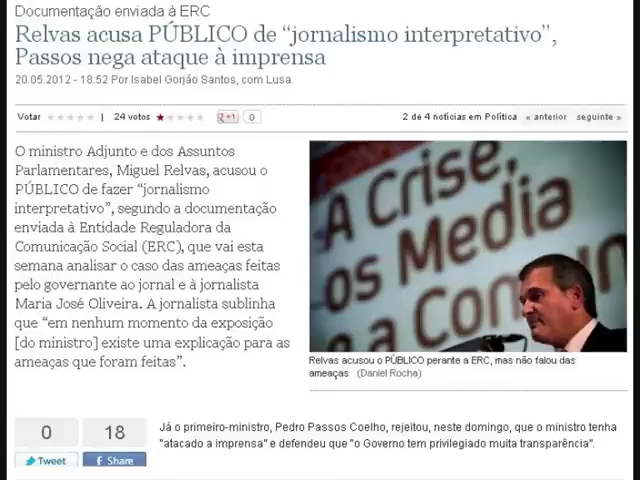 Documentação enviada à ERC
Relvas acusa PÚBLICO de “jornalismo interpretativo”,
Passos nega ataque à imprensa
20.05.2012 - 18:52 Por Isabel Gorjão Santos, com Lusa
Votar | 24 votos +1 0 2 de 4 notícias em Política « anterior seguinte »
O ministro Adjunto e dos Assuntos
Parlamentares, Miguel Relvas, acusou o
PÚBLICO de fazer “jornalismo
interpretativo”, segundo a documentação
enviada à Entidade Reguladora da
Comunicação Social (ERC), que vai esta
semana analisar o caso das ameaças feitas
pelo governante ao jornal e à jornalista
Maria José Oliveira. A jornalista sublinha
que “em nenhum momento da exposição
[do ministro] existe uma explicação para as
ameaças que foram feitas”.
A Crise,
os Media
e a Comun
Relvas acusou o PÚBLICO perante a ERC, mas não falou das
ameaças (Daniel Rocha)
0 18
Tweet Share
Já o primeiro-ministro, Pedro Passos Coelho, rejeitou, neste domingo, que o ministro tenha
"atacado a imprensa" e defendeu que "o Governo tem privilegiado muita transparência".